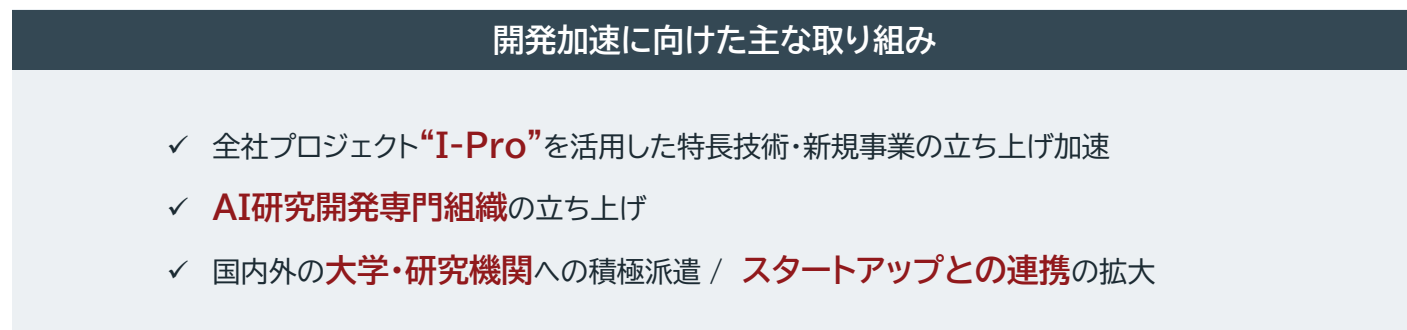 開発加速に向けた主な取り組み
✓ 全社プロジェクト“I-Pro”を活用した特長技術・新規事業の立ち上げ加速
✓ AI研究開発専門組織の立ち上げ
✓ 国内外の大学・研究機関への積極派遣 / スタートアップとの連携の拡大